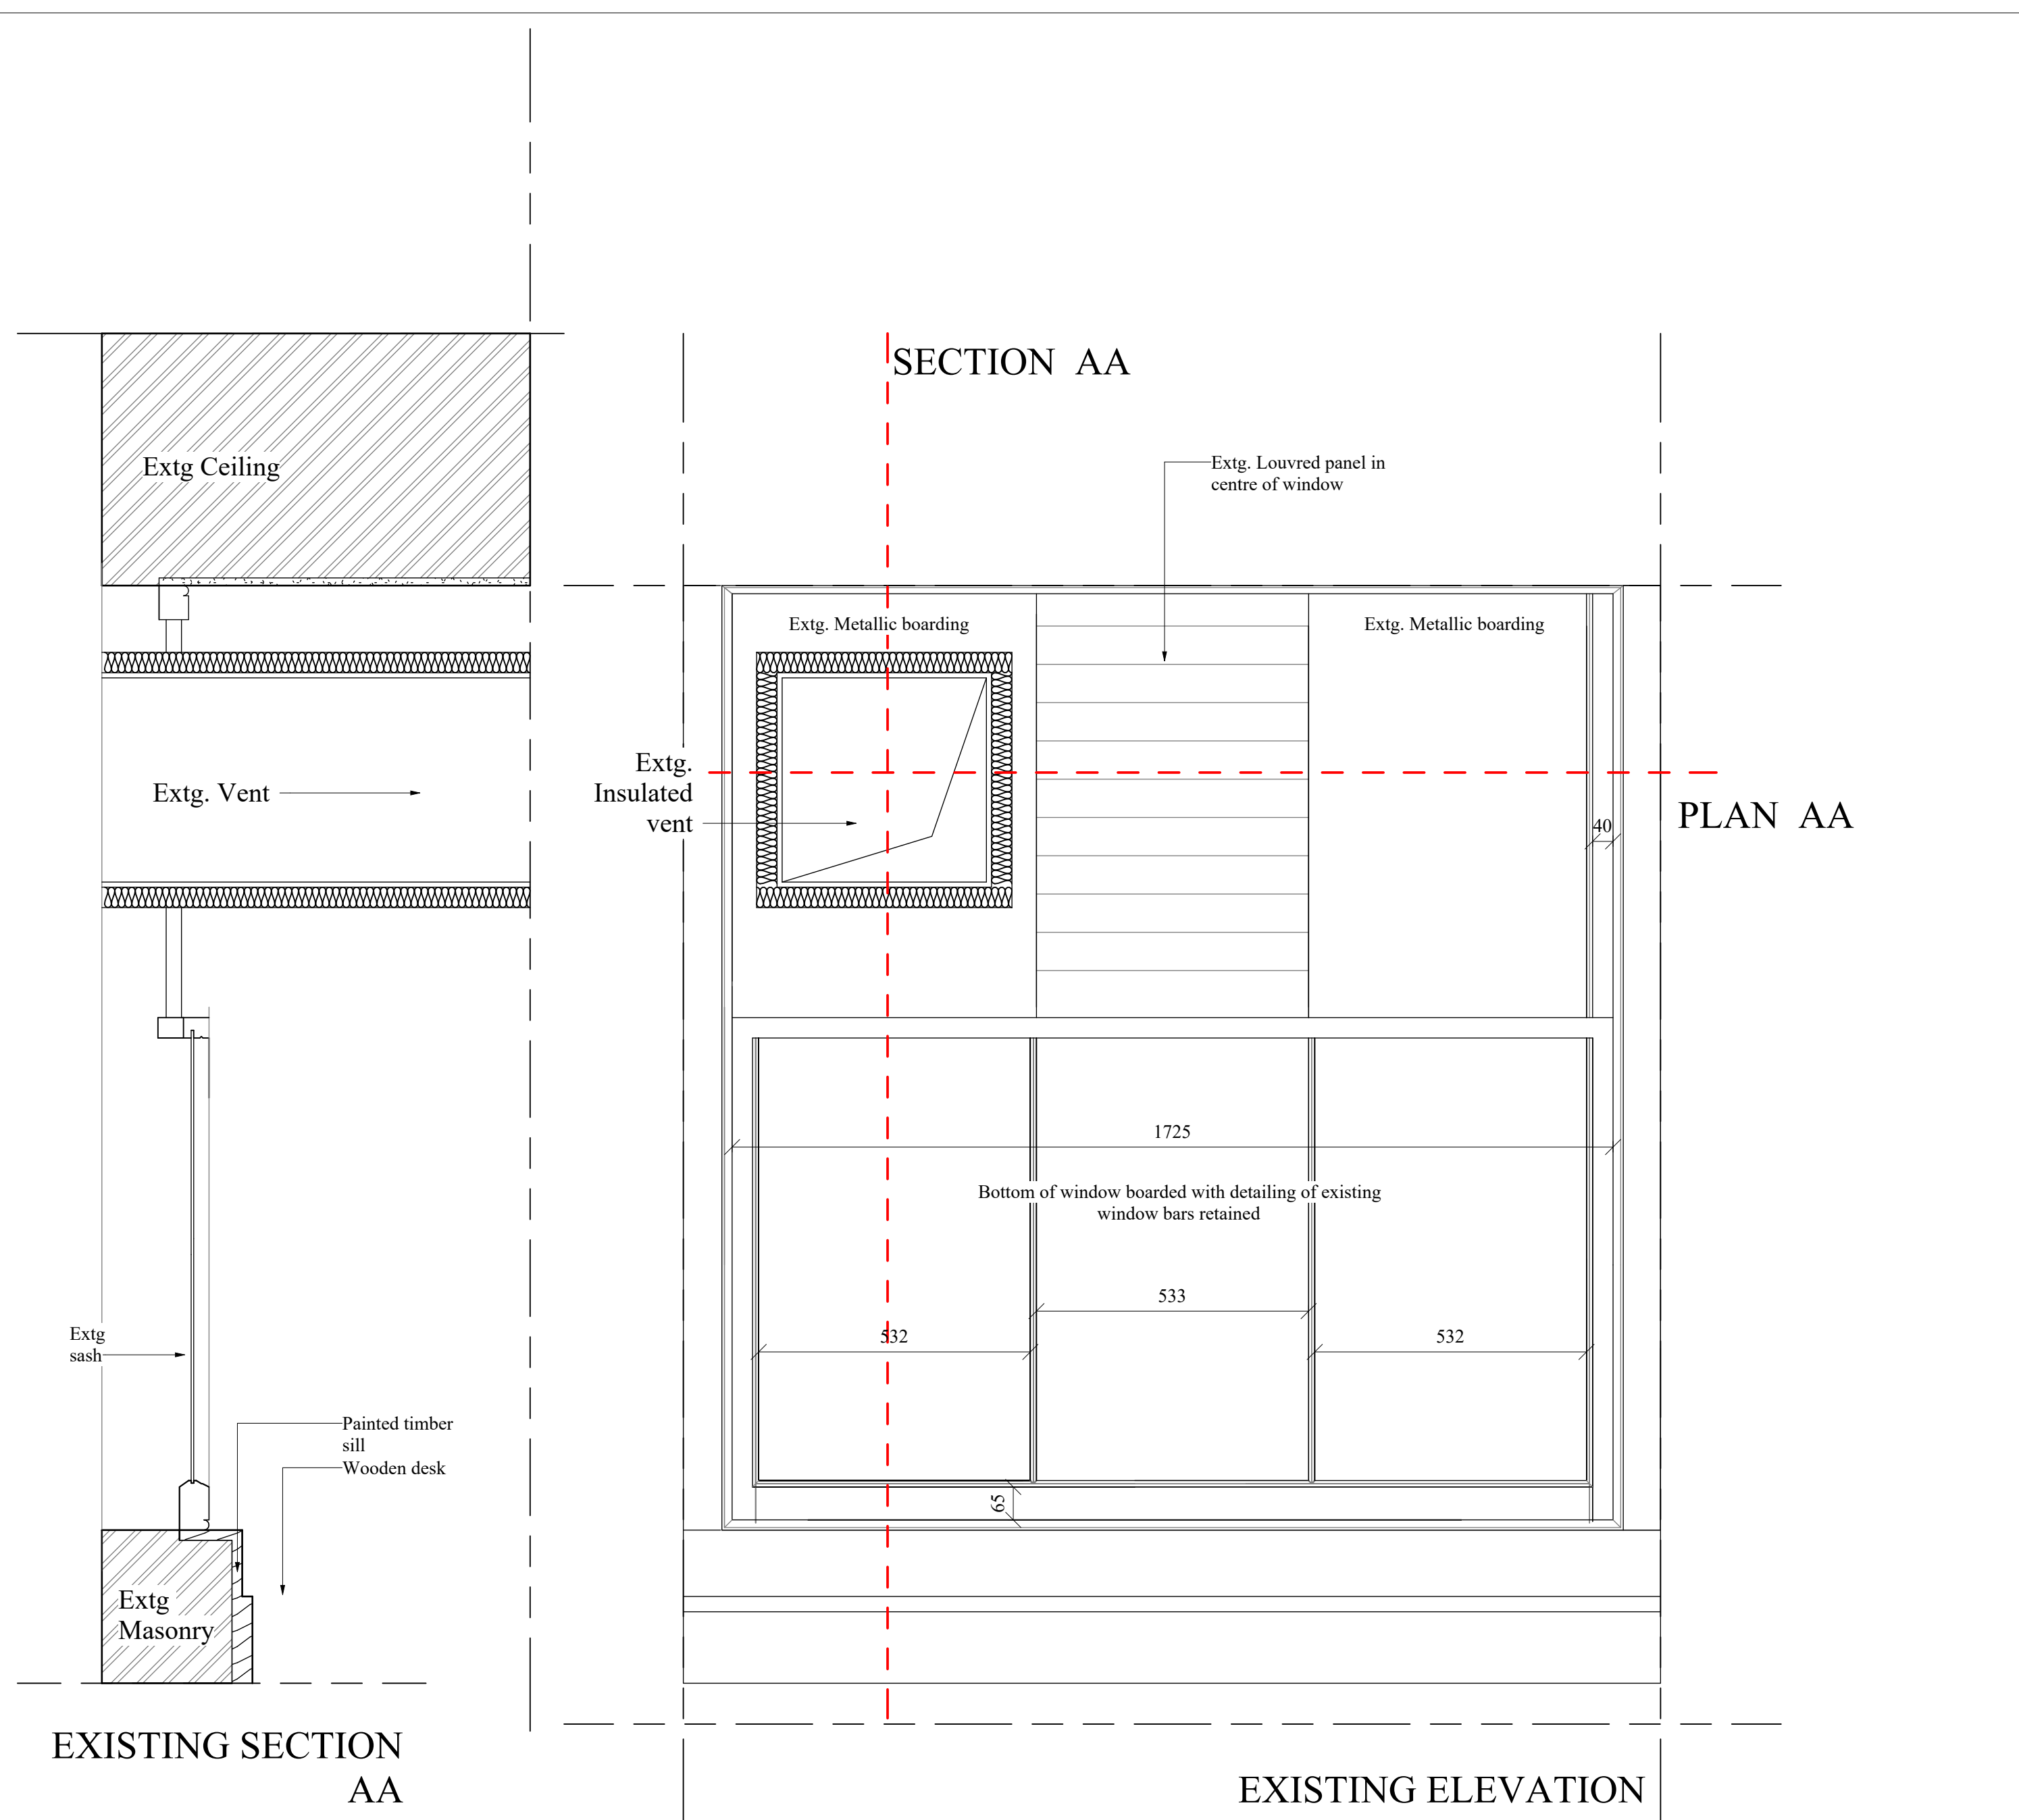 SECTION AA
Extg Ceiling
Extg. Louvred panel in
centre of window
Extg. Metallic boarding
Extg. Metallic boarding
Extg. Vent
Extg.
Insulated
vent
40
PLAN AA
1725
Bottom of window boarded with detailing of existing
window bars retained
533
532
532
Extg
sash
Painted timber
sill
Wooden desk
65
Extg
Masonry
EXISTING SECTION
AA
EXISTING ELEVATION